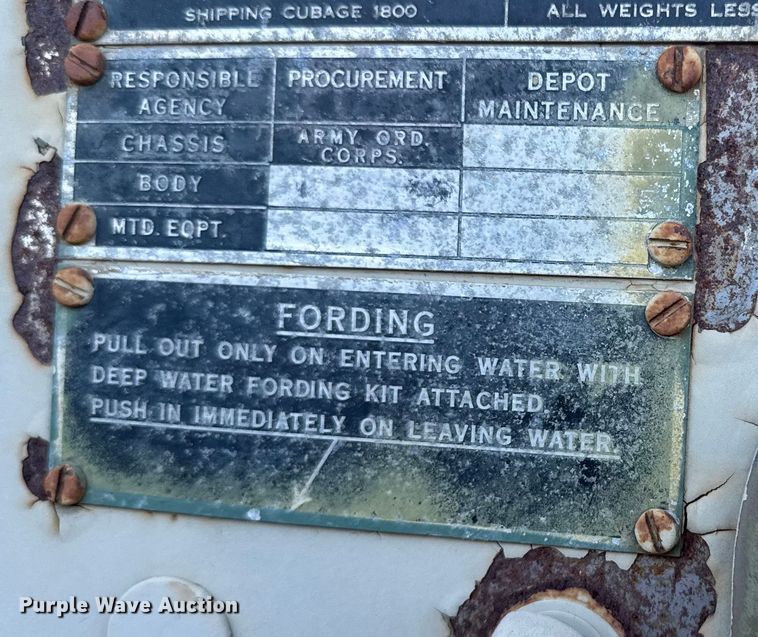 SHIPPING CUBAGE 1800
ALL WEIGHTS LESS
RESPONSIBLE AGENCY PROCUREMENT DEPOT MAINTENANCE
CHASSIS ARMY ORD. CORPS.
BODY
MTD. EQPT.
FORDING
PULL OUT ONLY ON ENTERING WATER WITH
DEEP WATER FORDING KIT ATTACHED.
PUSH IN IMMEDIATELY ON LEAVING WATER.
Purple Wave Auction